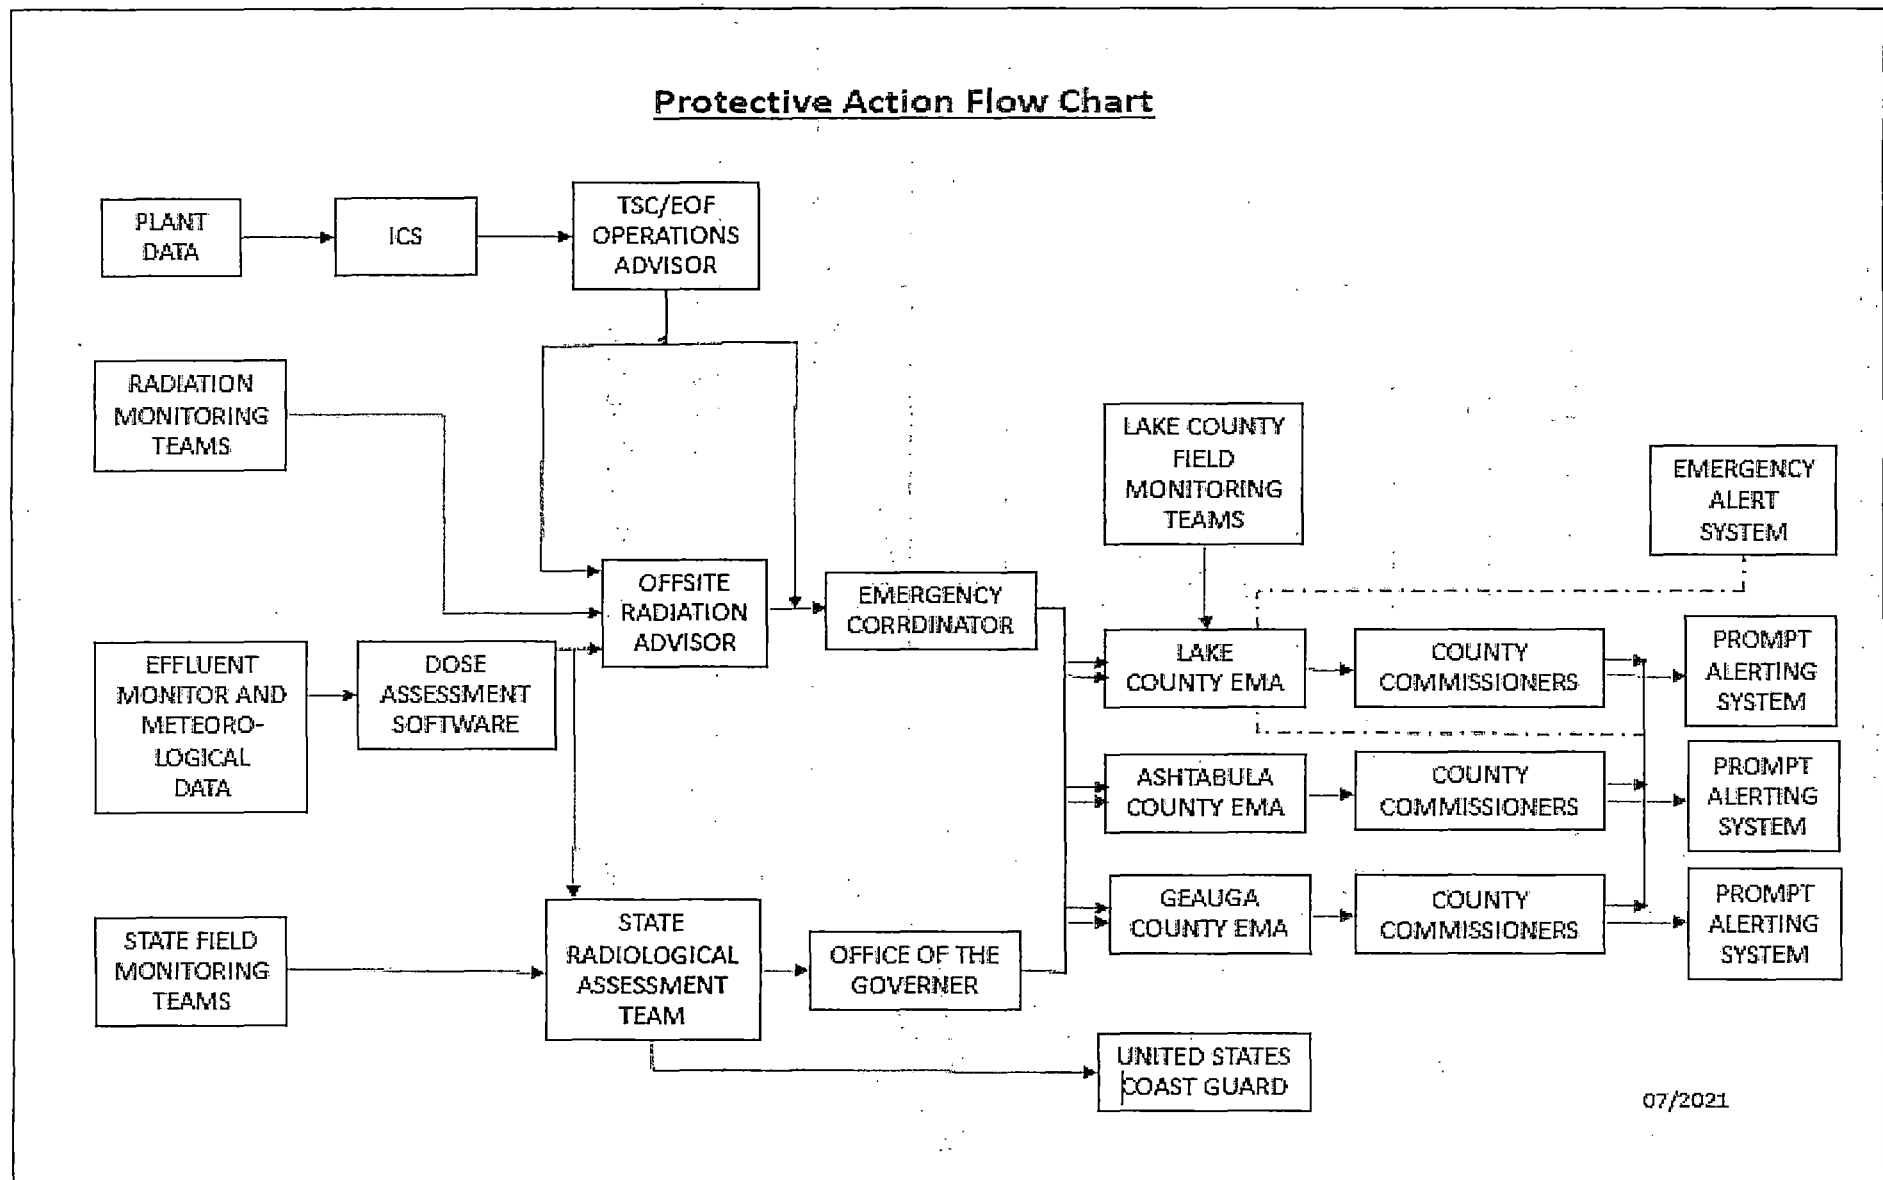 Protective Action Flow Chart
PLANT
DATA
ICS
TSC/EOF
OPERATIONS
ADVISOR
RADIATION
MONITORING
TEAMS
LAKE COUNTY
FIELD
MONITORING
TEAMS
EMERGENCY
ALERT
SYSTEM
OFFSITE
RADIATION
ADVISOR
EMERGENCY
CORRDINATOR
EFFLUENT
MONITOR AND
METEORO-
LOGICAL
DATA
DOSE
ASSESSMENT
SOFTWARE
LAKE
COUNTY EMA
COUNTY
COMMISSIONERS
PROMPT
ALERTING
SYSTEM
ASHTABULA
COUNTY EMA
COUNTY
COMMISSIONERS
PROMPT
ALERTING
SYSTEM
GEAUGA
COUNTY EMA
COUNTY
COMMISSIONERS
PROMPT
ALERTING
SYSTEM
STATE FIELD
MONITORING
TEAMS
STATE
RADIOLOGICAL
ASSESSMENT
TEAM
OFFICE OF THE
GOVERNER
UNITED STATES
COAST GUARD
07/2021